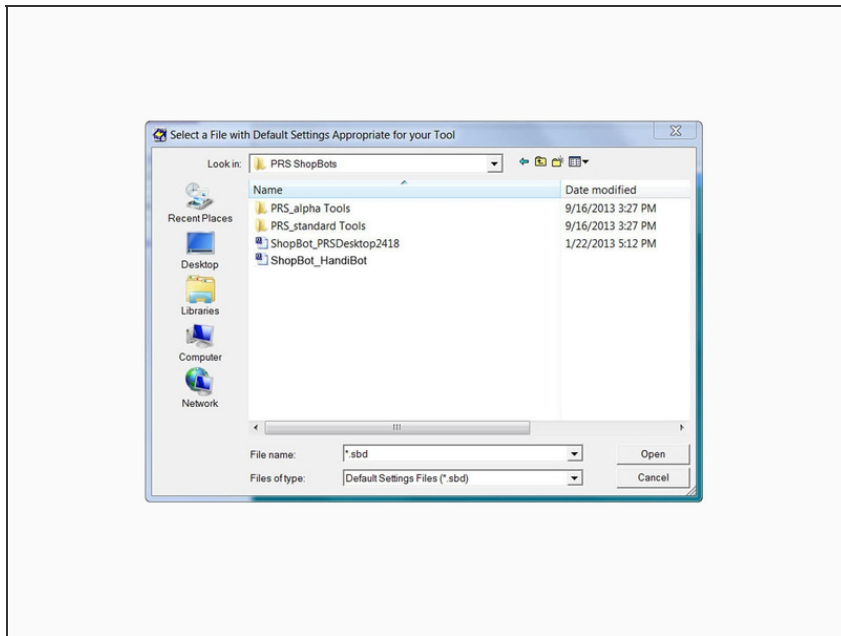 Select a File with Default Settings Appropriate for your Tool
Look in: PRS ShopBots
Name Date modified
PRS_alpha Tools 9/16/2013 3:27 PM
PRS_standard Tools 9/16/2013 3:27 PM
ShopBot_PRSDesktop2418 1/22/2013 5:12 PM
ShopBot_HandiBot
Recent Places
Desktop
Libraries
Computer
Network
File name: *.sbd Open
Files of type: Default Settings Files (*.sbd) Cancel